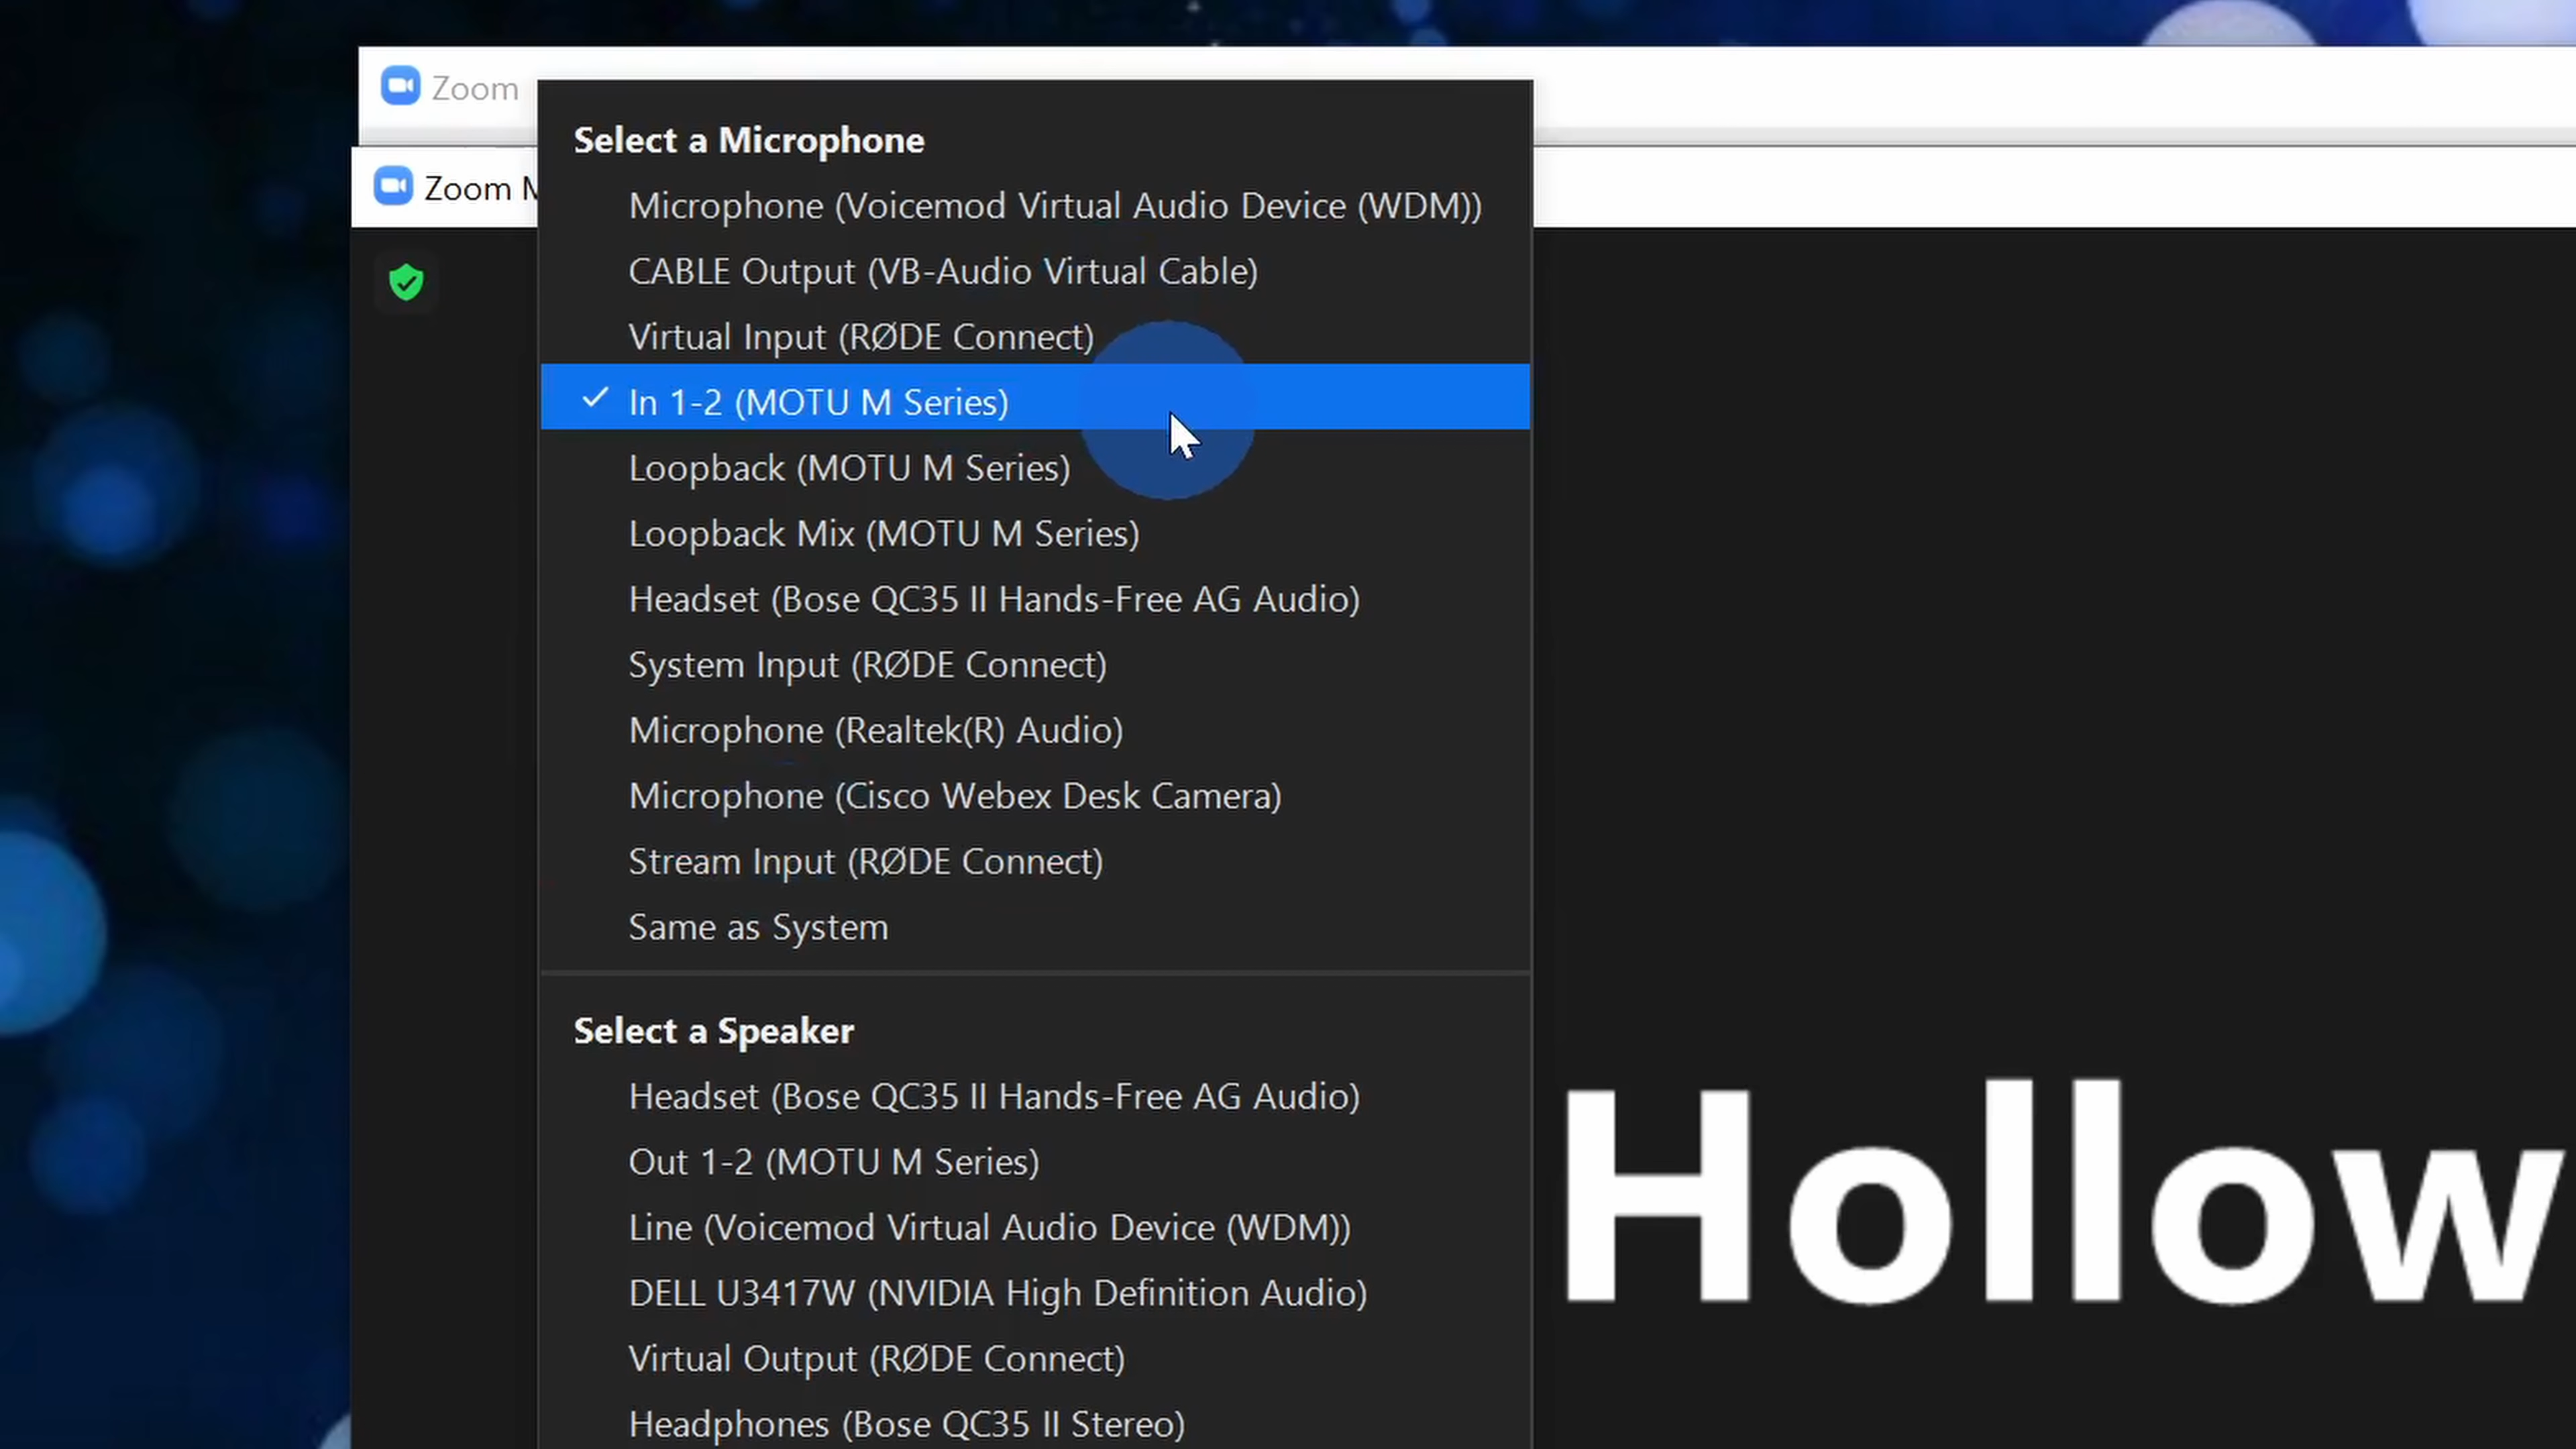 Zoom
Zoom M
Select a Microphone
Microphone (Voicemod Virtual Audio Device (WDM))
CABLE Output (VB-Audio Virtual Cable)
Virtual Input (RØDE Connect)
✓ In 1-2 (MOTU M Series)
Loopback (MOTU M Series)
Loopback Mix (MOTU M Series)
Headset (Bose QC35 II Hands-Free AG Audio)
System Input (RØDE Connect)
Microphone (Realtek(R) Audio)
Microphone (Cisco Webex Desk Camera)
Stream Input (RØDE Connect)
Same as System
Select a Speaker
Headset (Bose QC35 II Hands-Free AG Audio)
Out 1-2 (MOTU M Series)
Line (Voicemod Virtual Audio Device (WDM))
DELL U3417W (NVIDIA High Definition Audio)
Virtual Output (RØDE Connect)
Headphones (Bose QC35 II Stereo)
Hollow